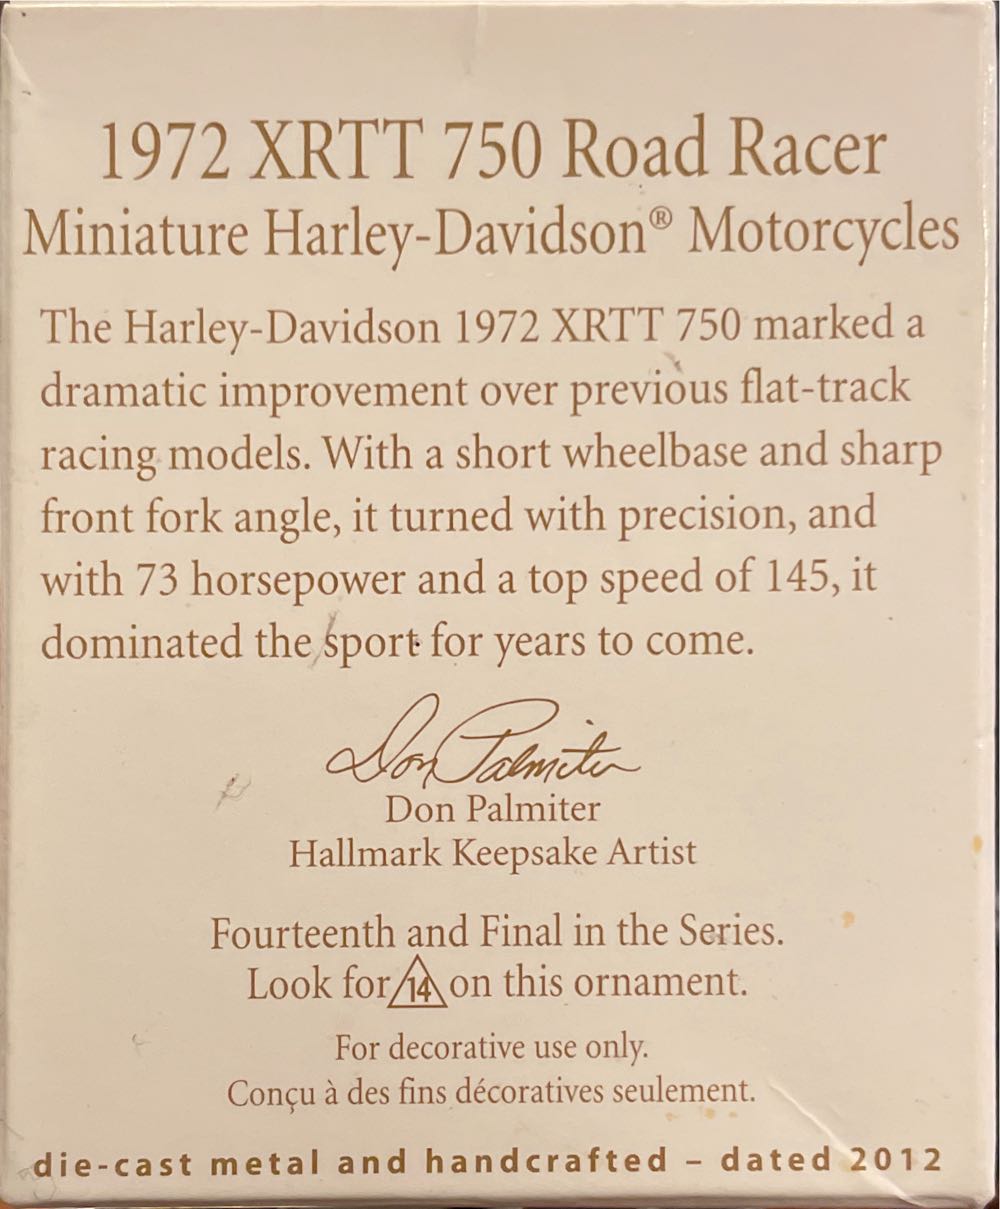 1972 XRTT 750 Road Racer
Miniature Harley-Davidson® Motorcycles
The Harley-Davidson 1972 XRTT 750 marked a
dramatic improvement over previous flat-track
racing models. With a short wheelbase and sharp
front fork angle, it turned with precision, and
with 73 horsepower and a top speed of 145, it
dominated the sport for years to come.
Don Palmiter
Don Palmiter
Hallmark Keepsake Artist
Fourteenth and Final in the Series.
Look for 14 on this ornament.
For decorative use only.
Conçu à des fins décoratives seulement.
die-cast metal and handcrafted – dated 2012